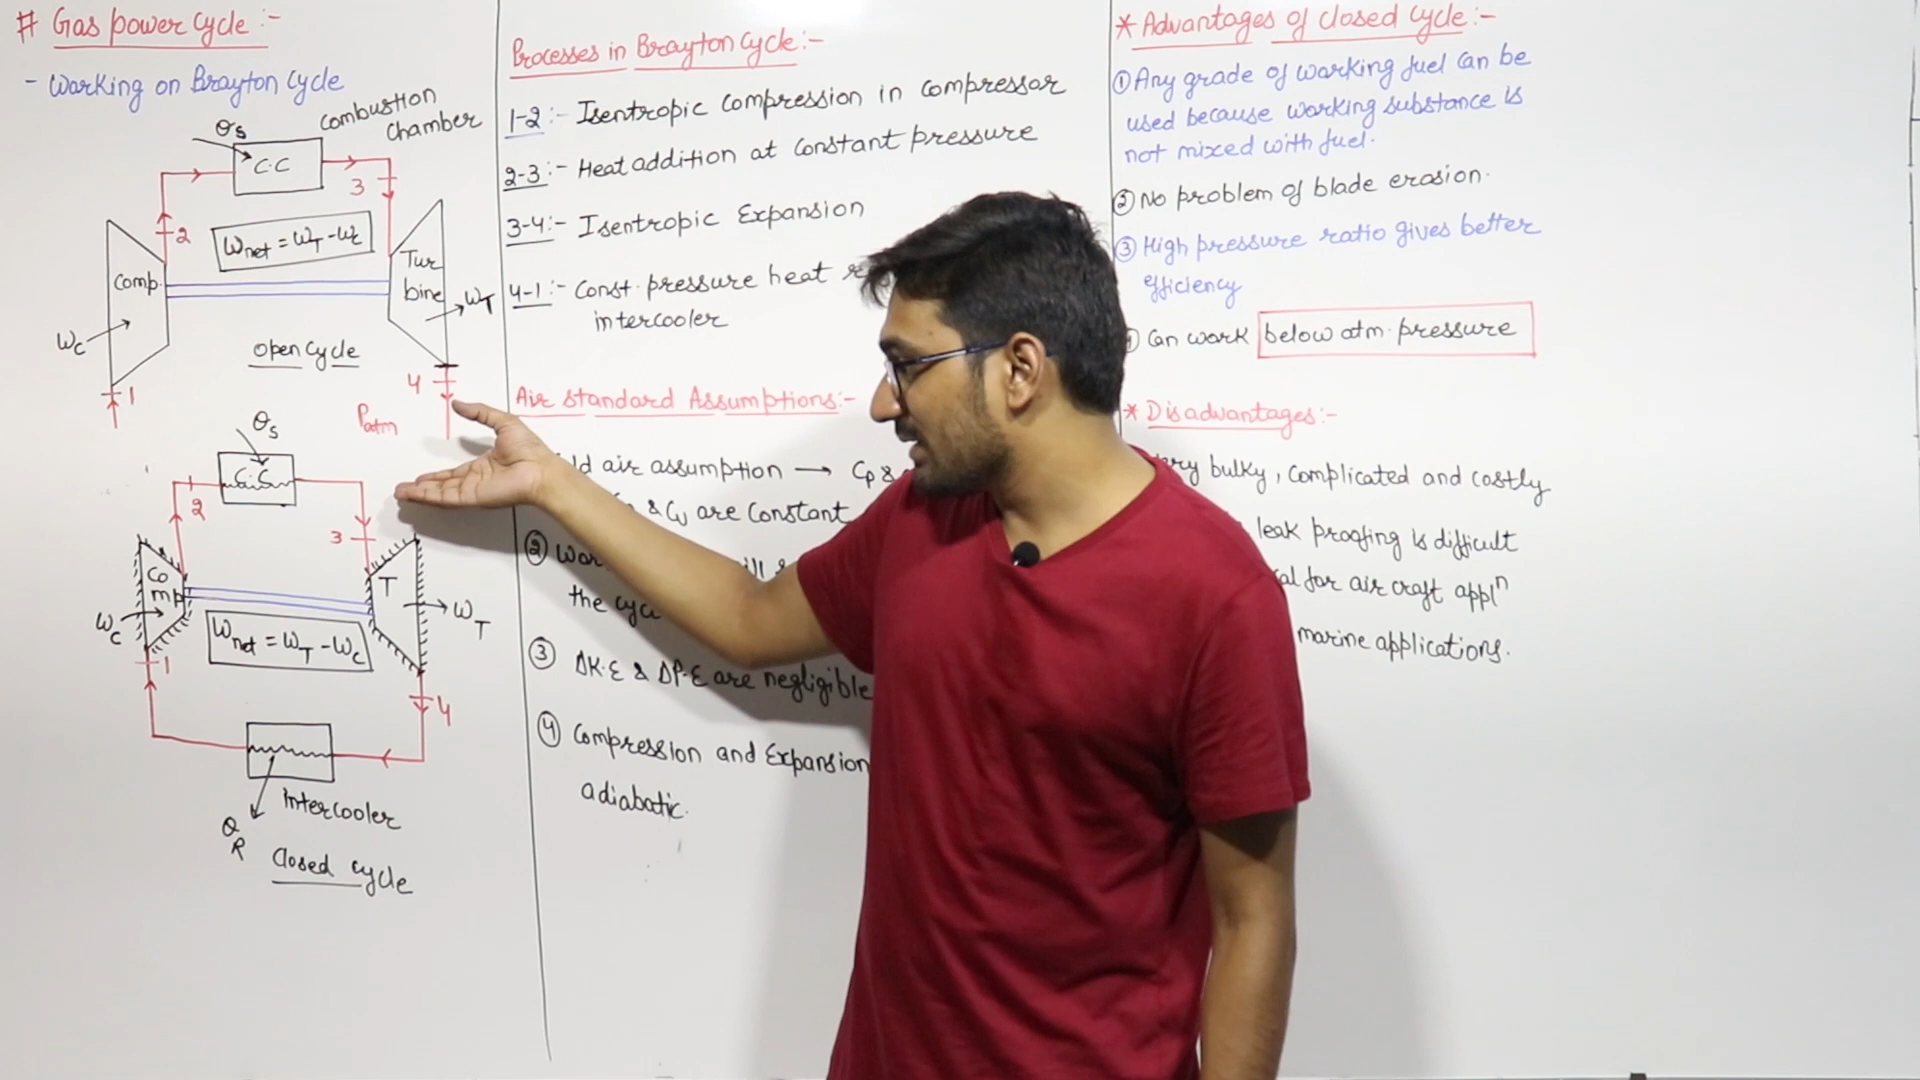 # Gas power cycle :-
- Working on Brayton Cycle
Combustion
chamber
Qs
C.C
3
2
Wnet = WT - Wc
Comp.
Tur
bine
WT
Wc
Open Cycle
4
1
Patm
Qs
C.C
2
3
Co
mp
T
Wc
WT
Wnet = WT - Wc
1
4
Intercooler
QR
Closed cycle
Processes in Brayton Cycle :-
1-2 :- Isentropic Compression in Compressor
2-3 :- Heat addition at Constant pressure
3-4 :- Isentropic Expansion
4-1 :- Const. pressure heat
intercooler
Air standard Assumptions :-
air assumption → Cp &
& Cv are Constant
②
the
③ ΔK.E & ΔP.E are negligible
④ Compression and Expansion
adiabatic.
* Advantages of closed cycle :-
① Any grade of working fuel can be
used because working substance is
not mixed with fuel.
② No problem of blade erosion.
③ High pressure ratio gives better
efficiency
Can work below atm. pressure
* Disadvantages :-
bulky, complicated and costly
leak proofing is difficult
for air craft applⁿ
marine applications.